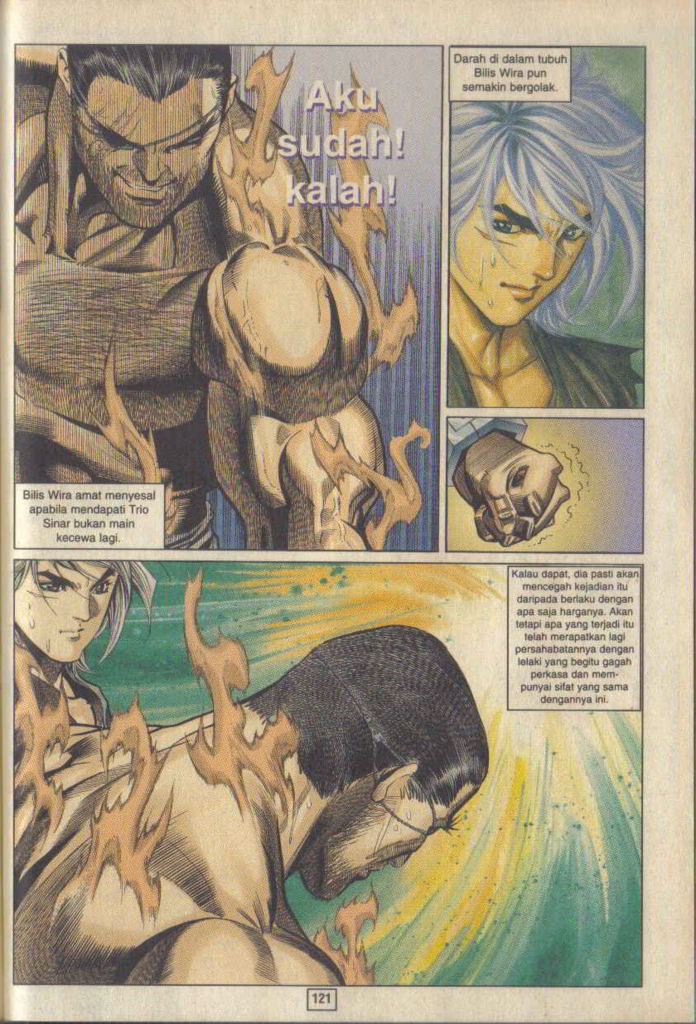 Aku
sudah!
kalah!
Bilis Wira amat menyesal
apabila mendapati Trio
Sinar bukan main
kecewa lagi.
Darah di dalam tubuh
Bilis Wira pun
semakin bergolak.
Kalau dapat, dia pasti akan
mencegah kejadian itu
daripada berlaku dengan
apa saja harganya. Akan
tetapi apa yang terjadi itu
telah merapatkan lagi
persahabatannya dengan
lelaki yang begitu gagah
perkasa dan mem-
punyai sifat yang sama
dengannya ini.
121